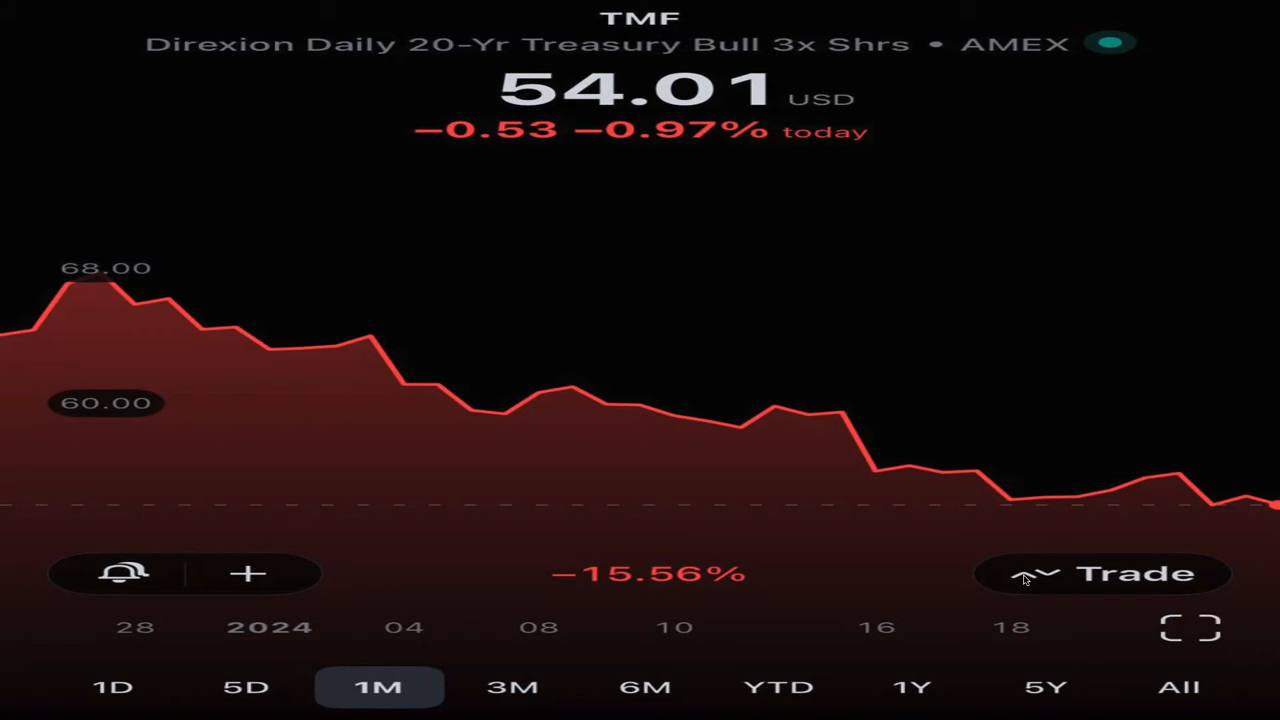 TMF
Direxion Daily 20-Yr Treasury Bull 3x Shrs • AMEX
54.01 USD
−0.53 −0.97% today
68.00
60.00
−15.56%
Trade
28 2024 04 08 10 16 18
1D 5D 1M 3M 6M YTD 1Y 5Y All